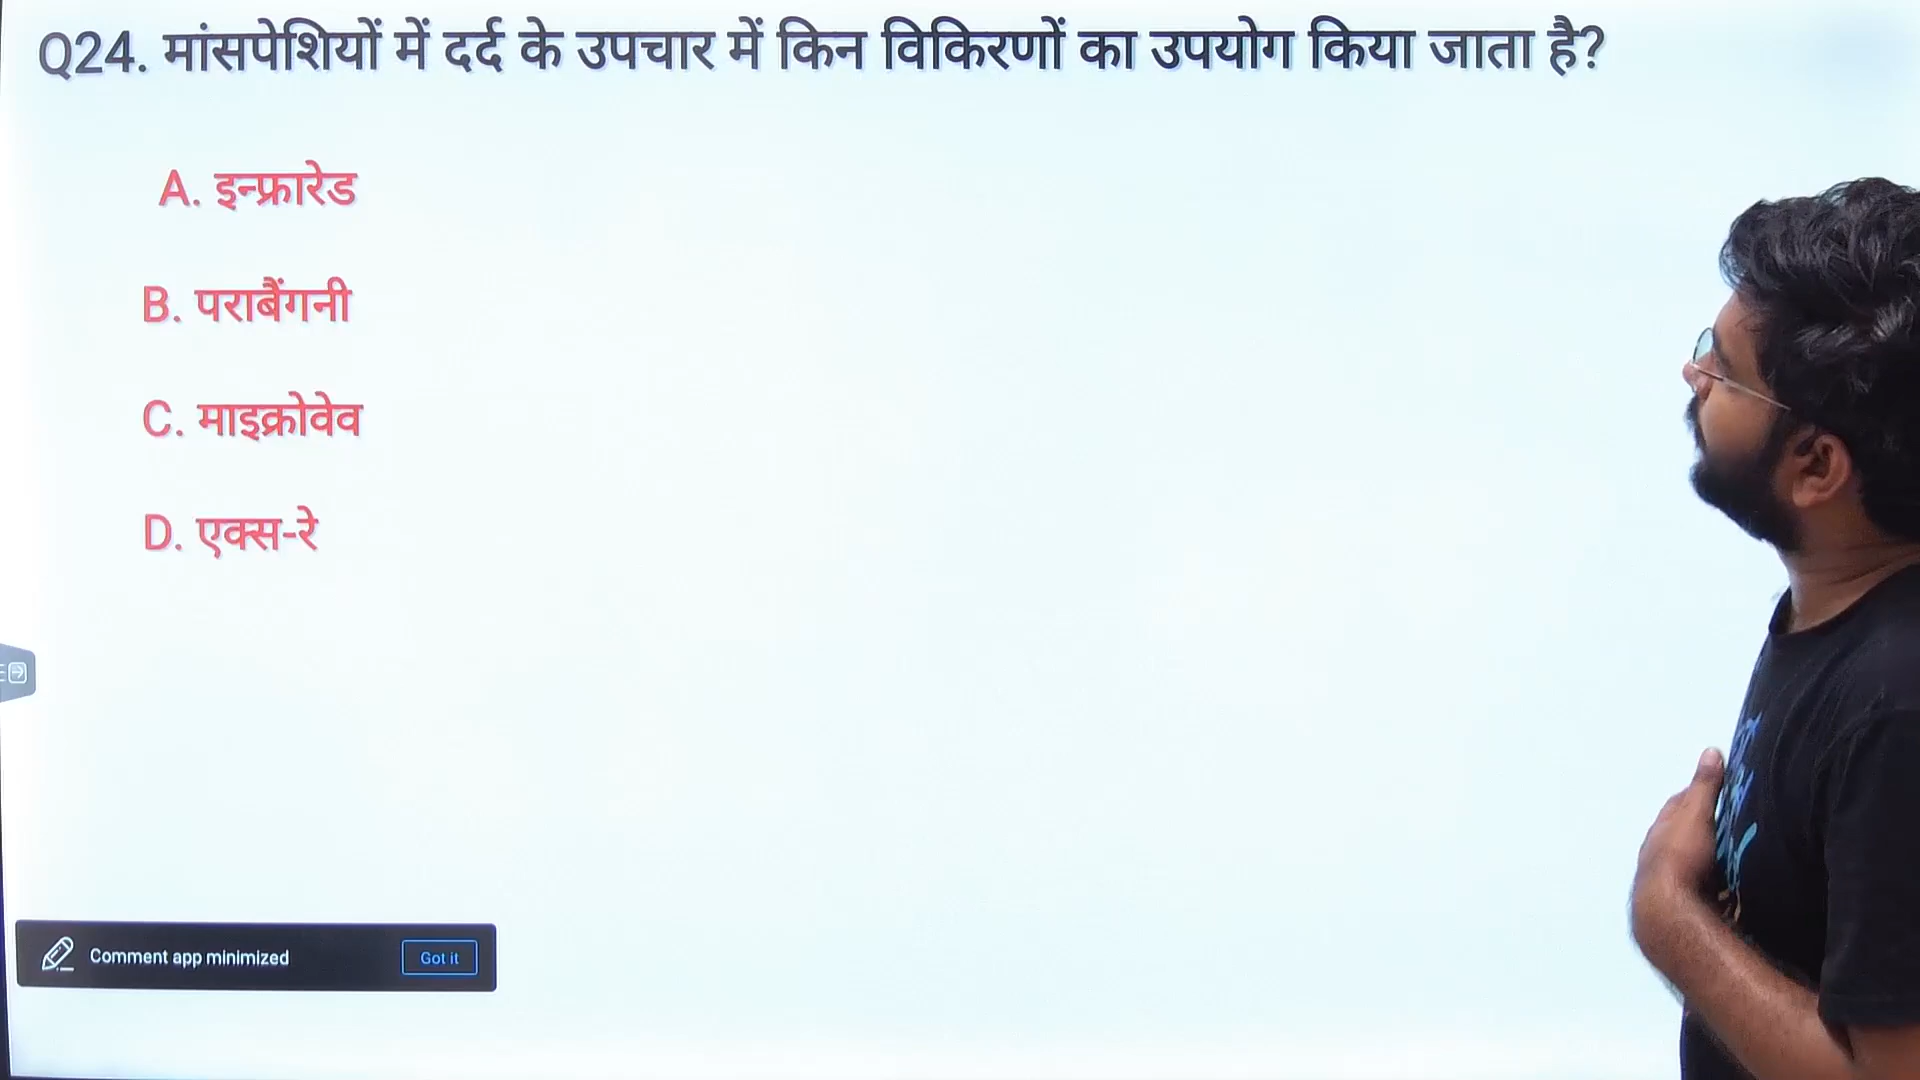 Q24. मांसपेशियों में दर्द के उपचार में किन विकिरणों का उपयोग किया जाता है?
A. इन्फ्रारेड
B. पराबैंगनी
C. माइक्रोवेव
D. एक्स-रे
Comment app minimized
Got it